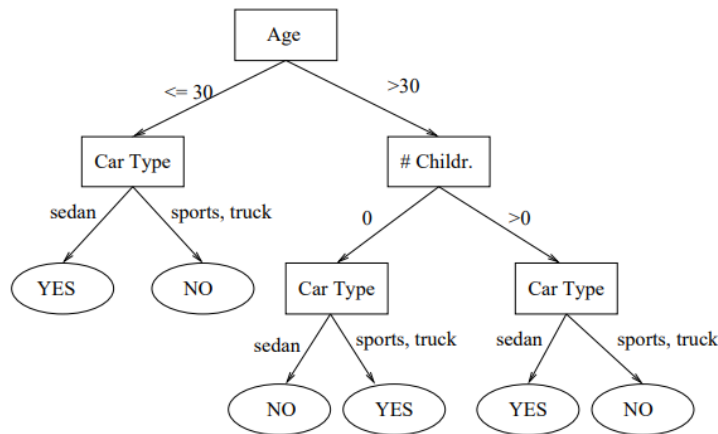 Age
<= 30
>30
Car Type
# Childr.
sedan
sports, truck
0
>0
YES
NO
Car Type
Car Type
sedan
sports, truck
sedan
sports, truck
NO
YES
YES
NO